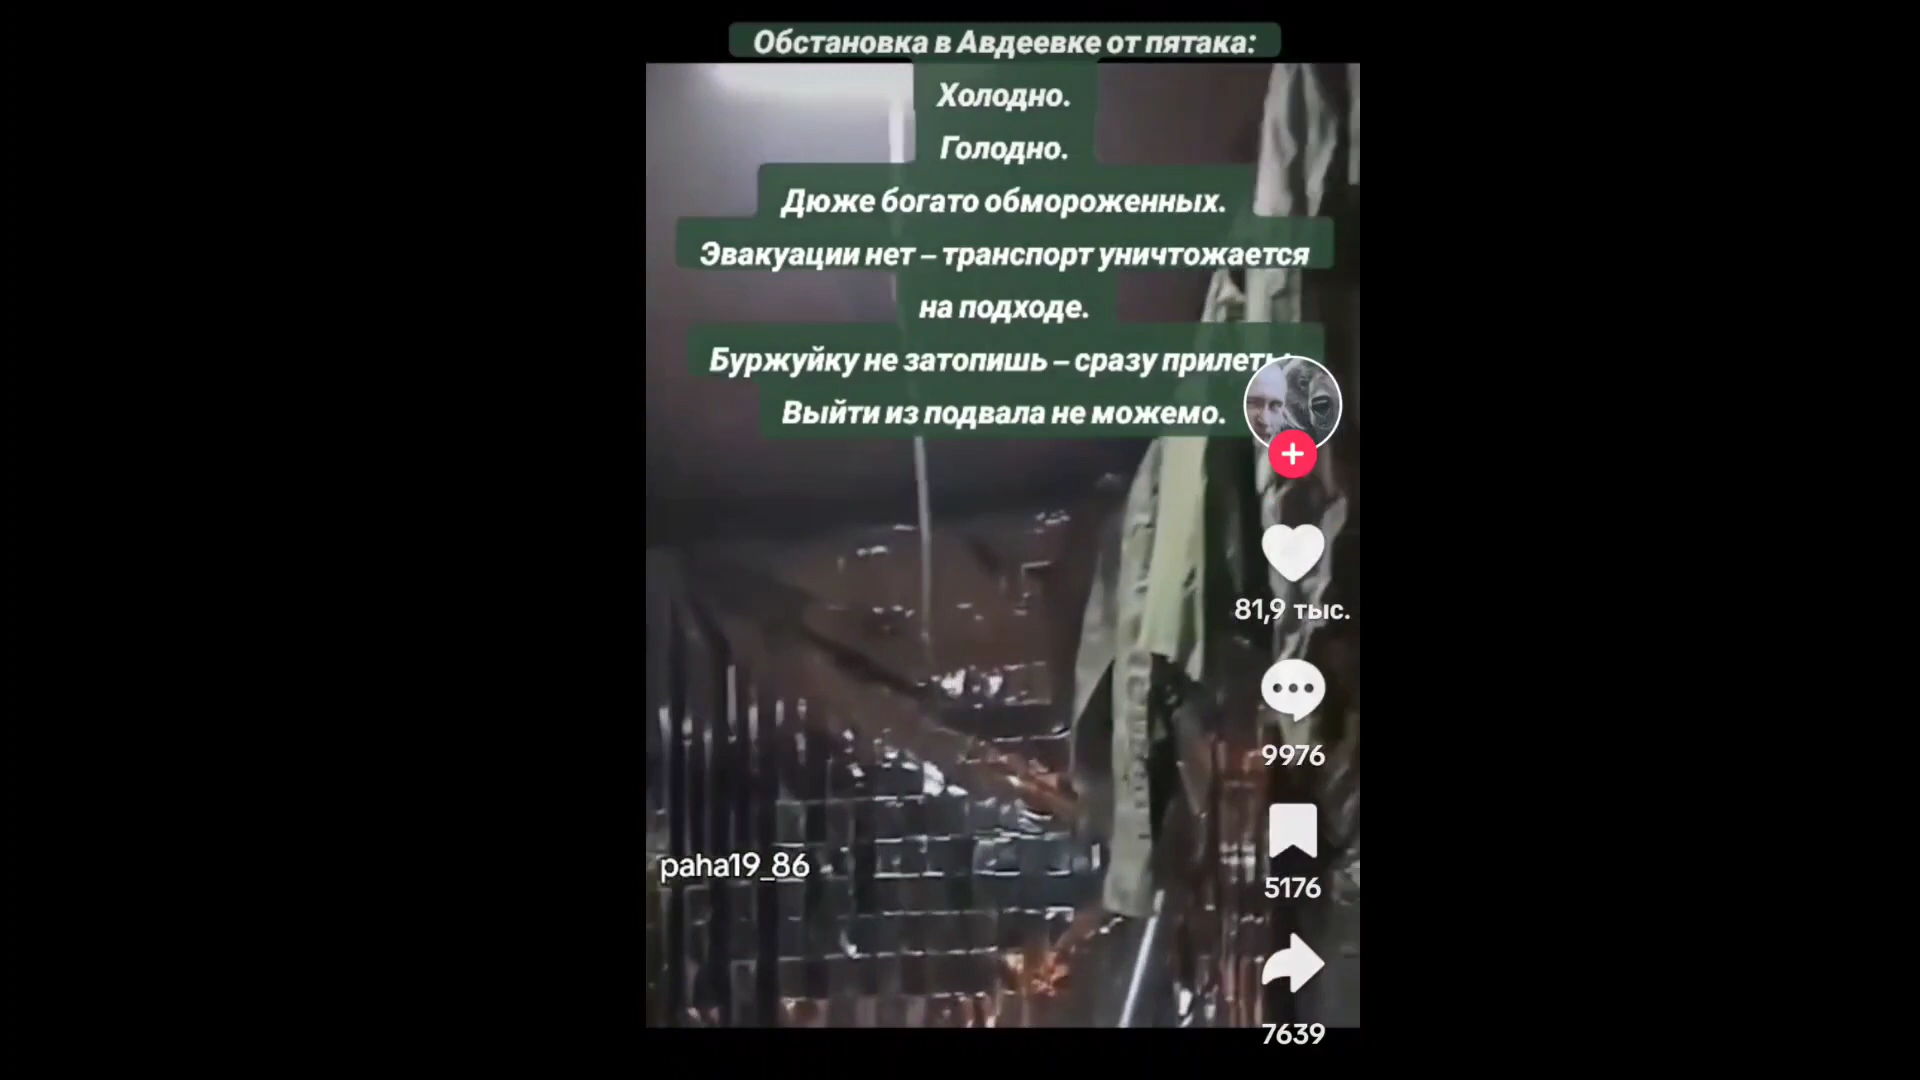 Обстановка в Авдеевке от пятака:
Холодно.
Голодно.
Дюже богато обмороженных.
Эвакуации нет – транспорт уничтожается
на подходе.
Буржуйку не затопишь – сразу прилеты.
Выйти из подвала не можемо.
81,9 тыс.
9976
paha19_86
5176
7639